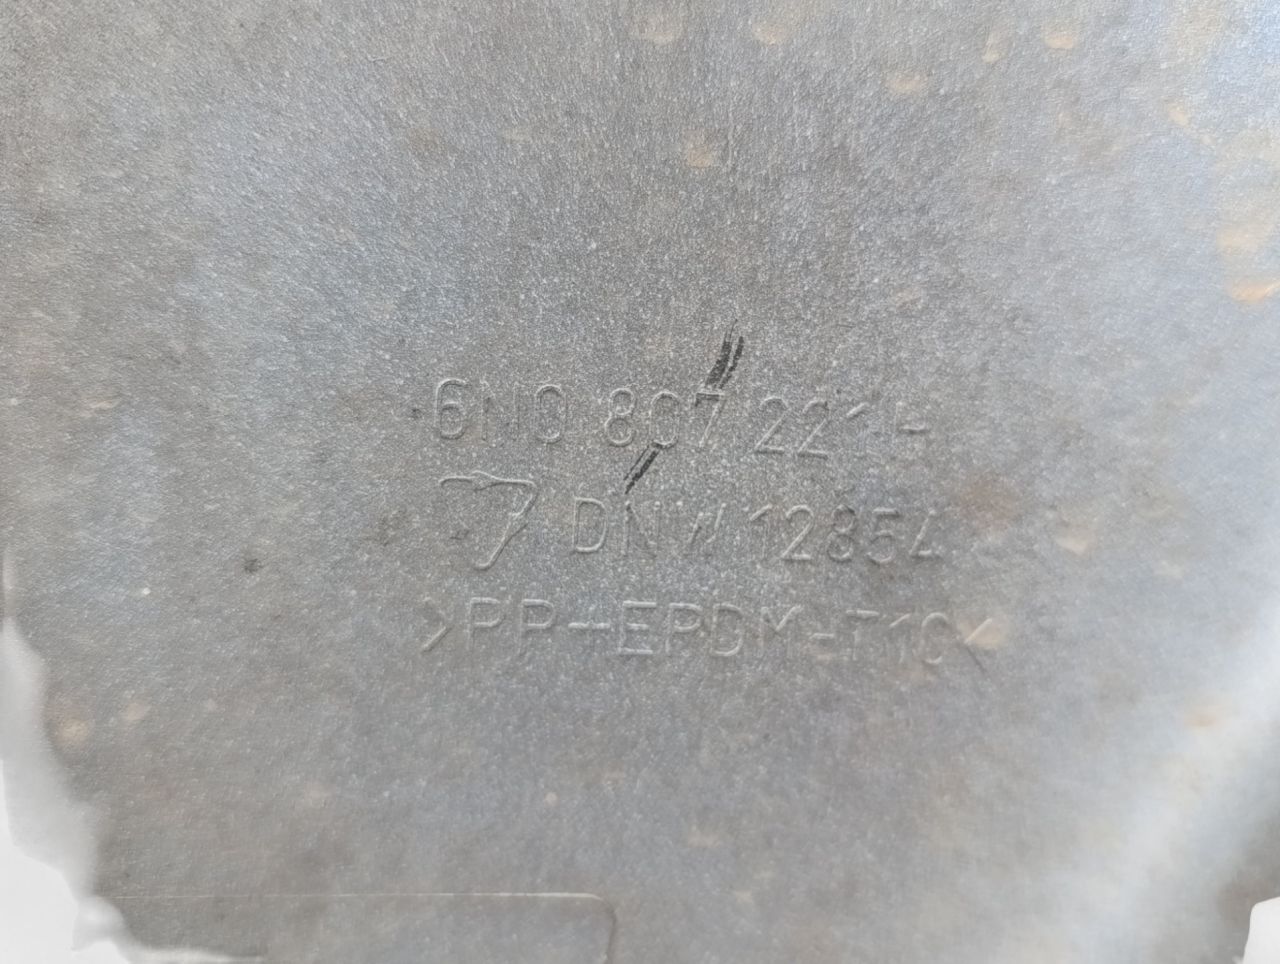 6N0 807 221 H
DNW 12854
>PP+EPDM-T10<